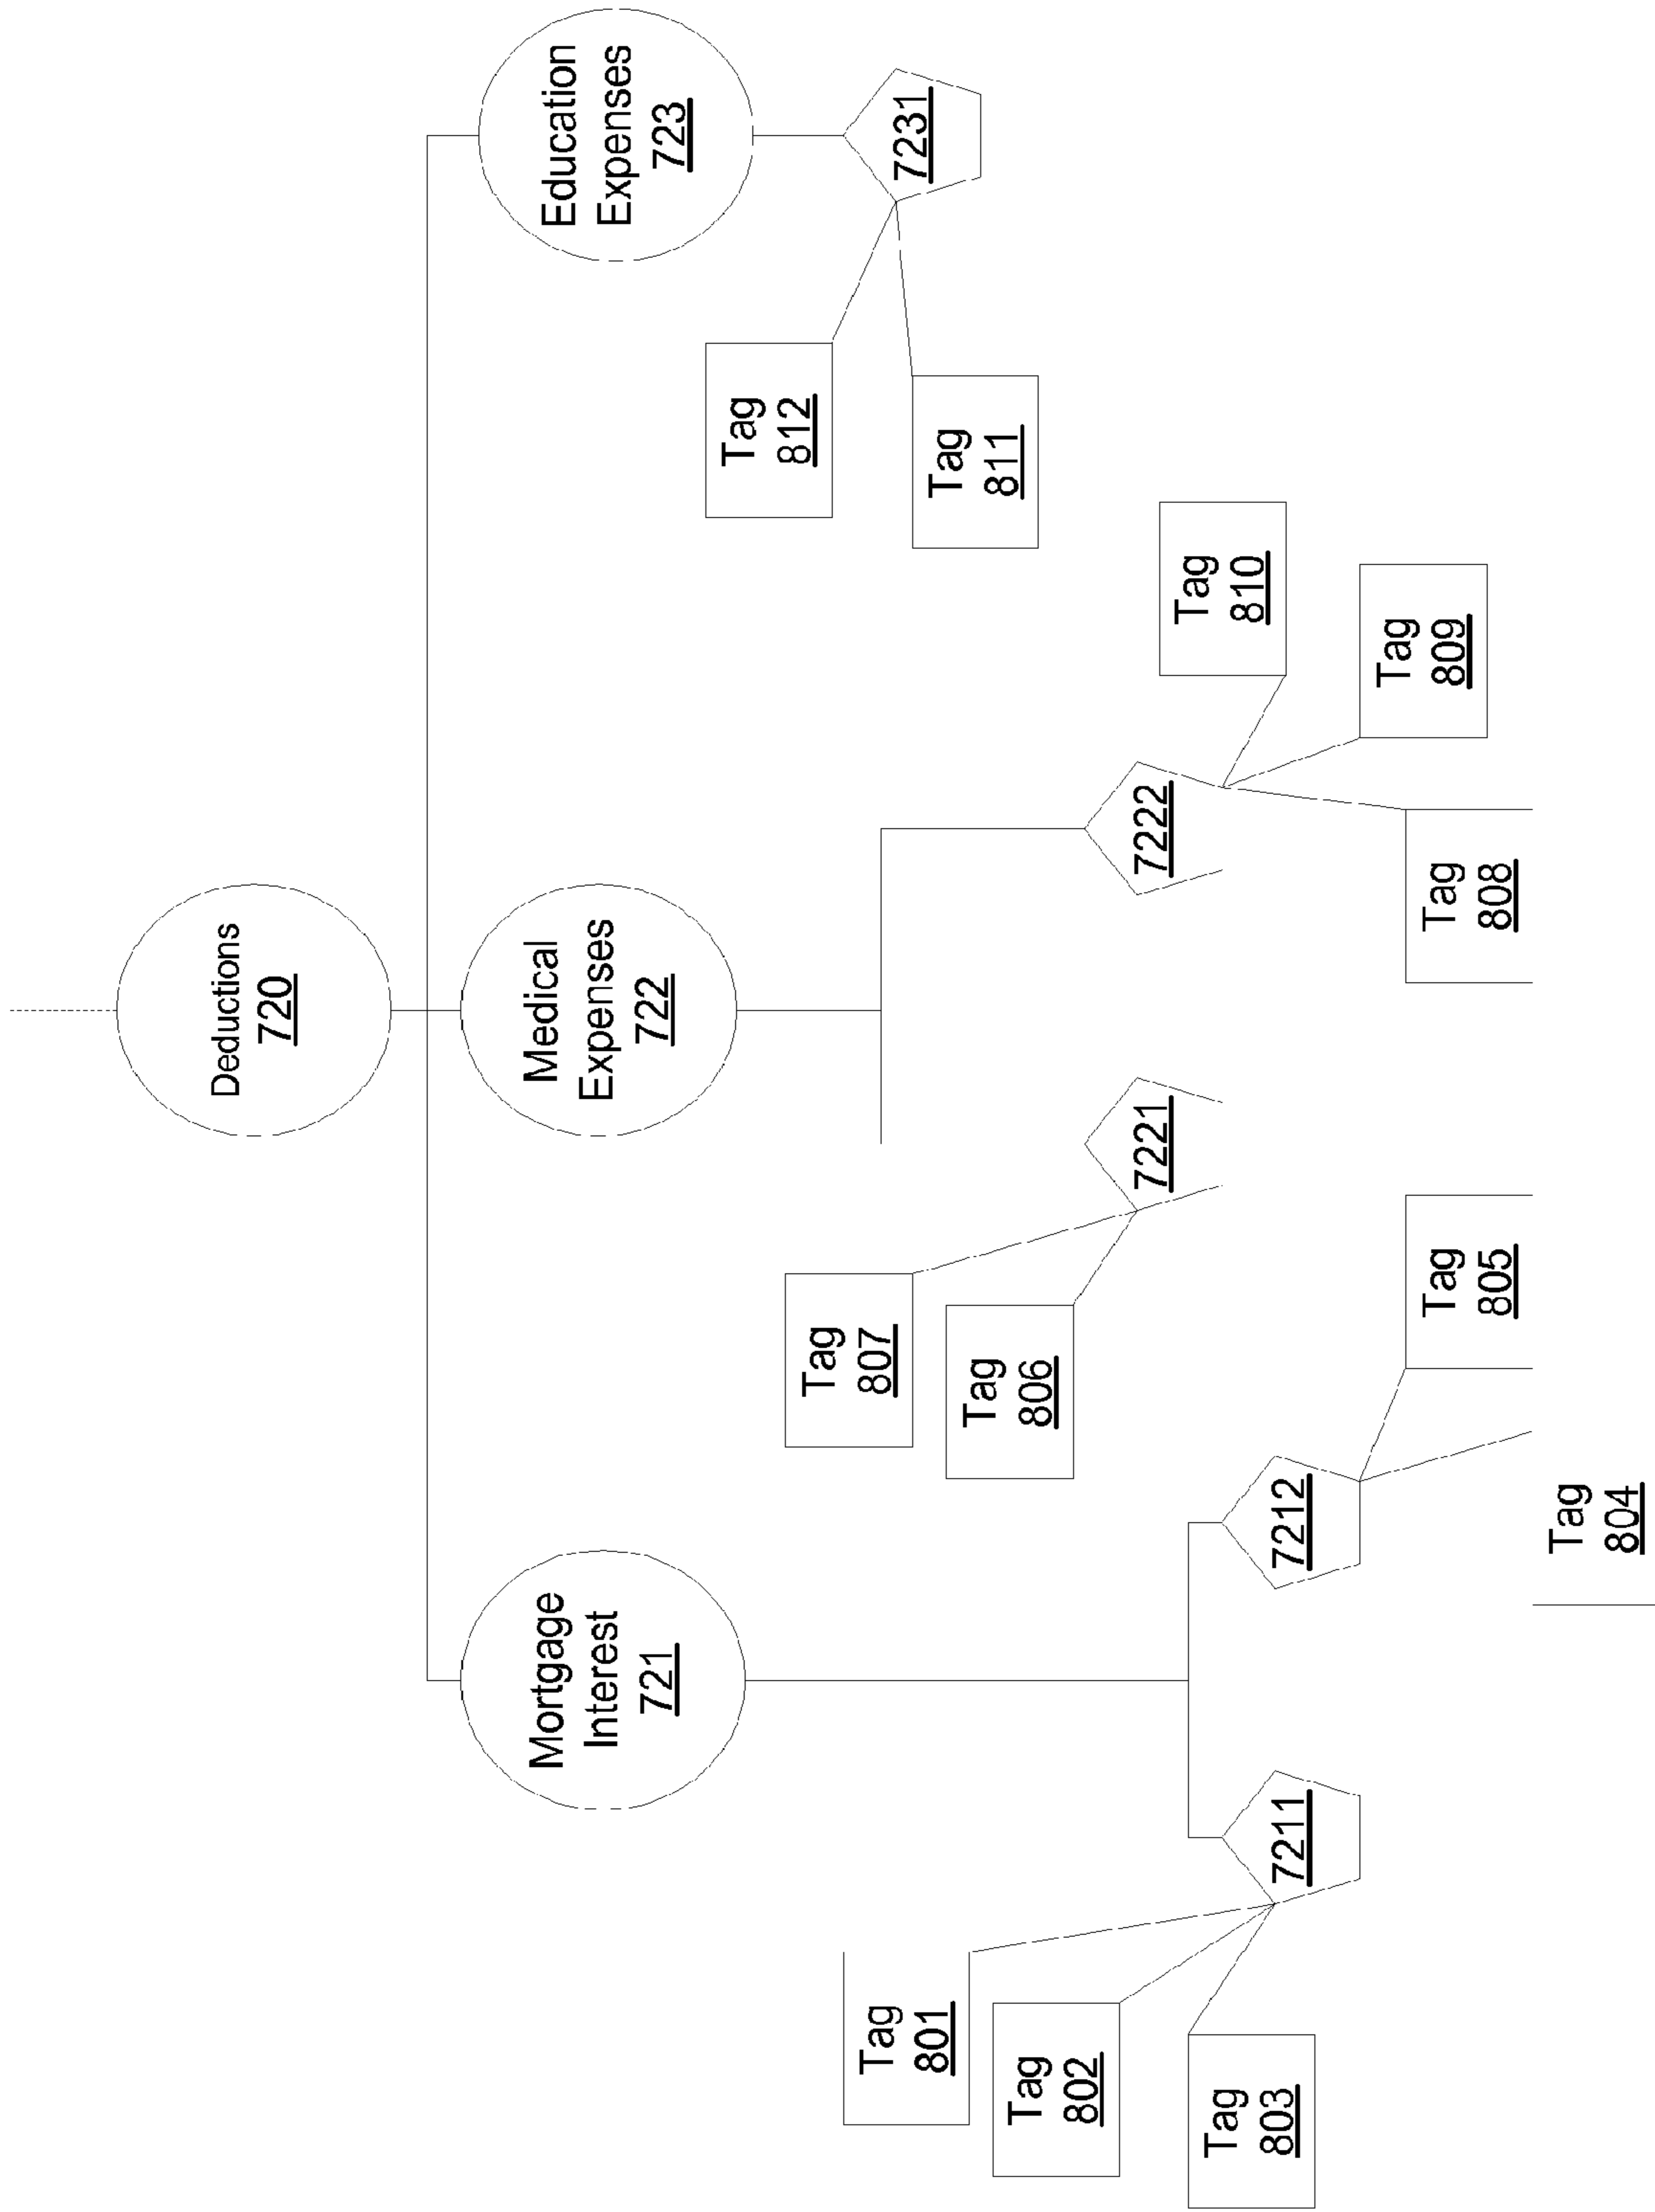 Deductions
720
Mortgage
Interest
721
Medical
Expenses
722
Education
Expenses
723
7211
7212
7221
7222
7231
Tag
801
Tag
802
Tag
803
Tag
804
Tag
805
Tag
806
Tag
807
Tag
808
Tag
809
Tag
810
Tag
811
Tag
812